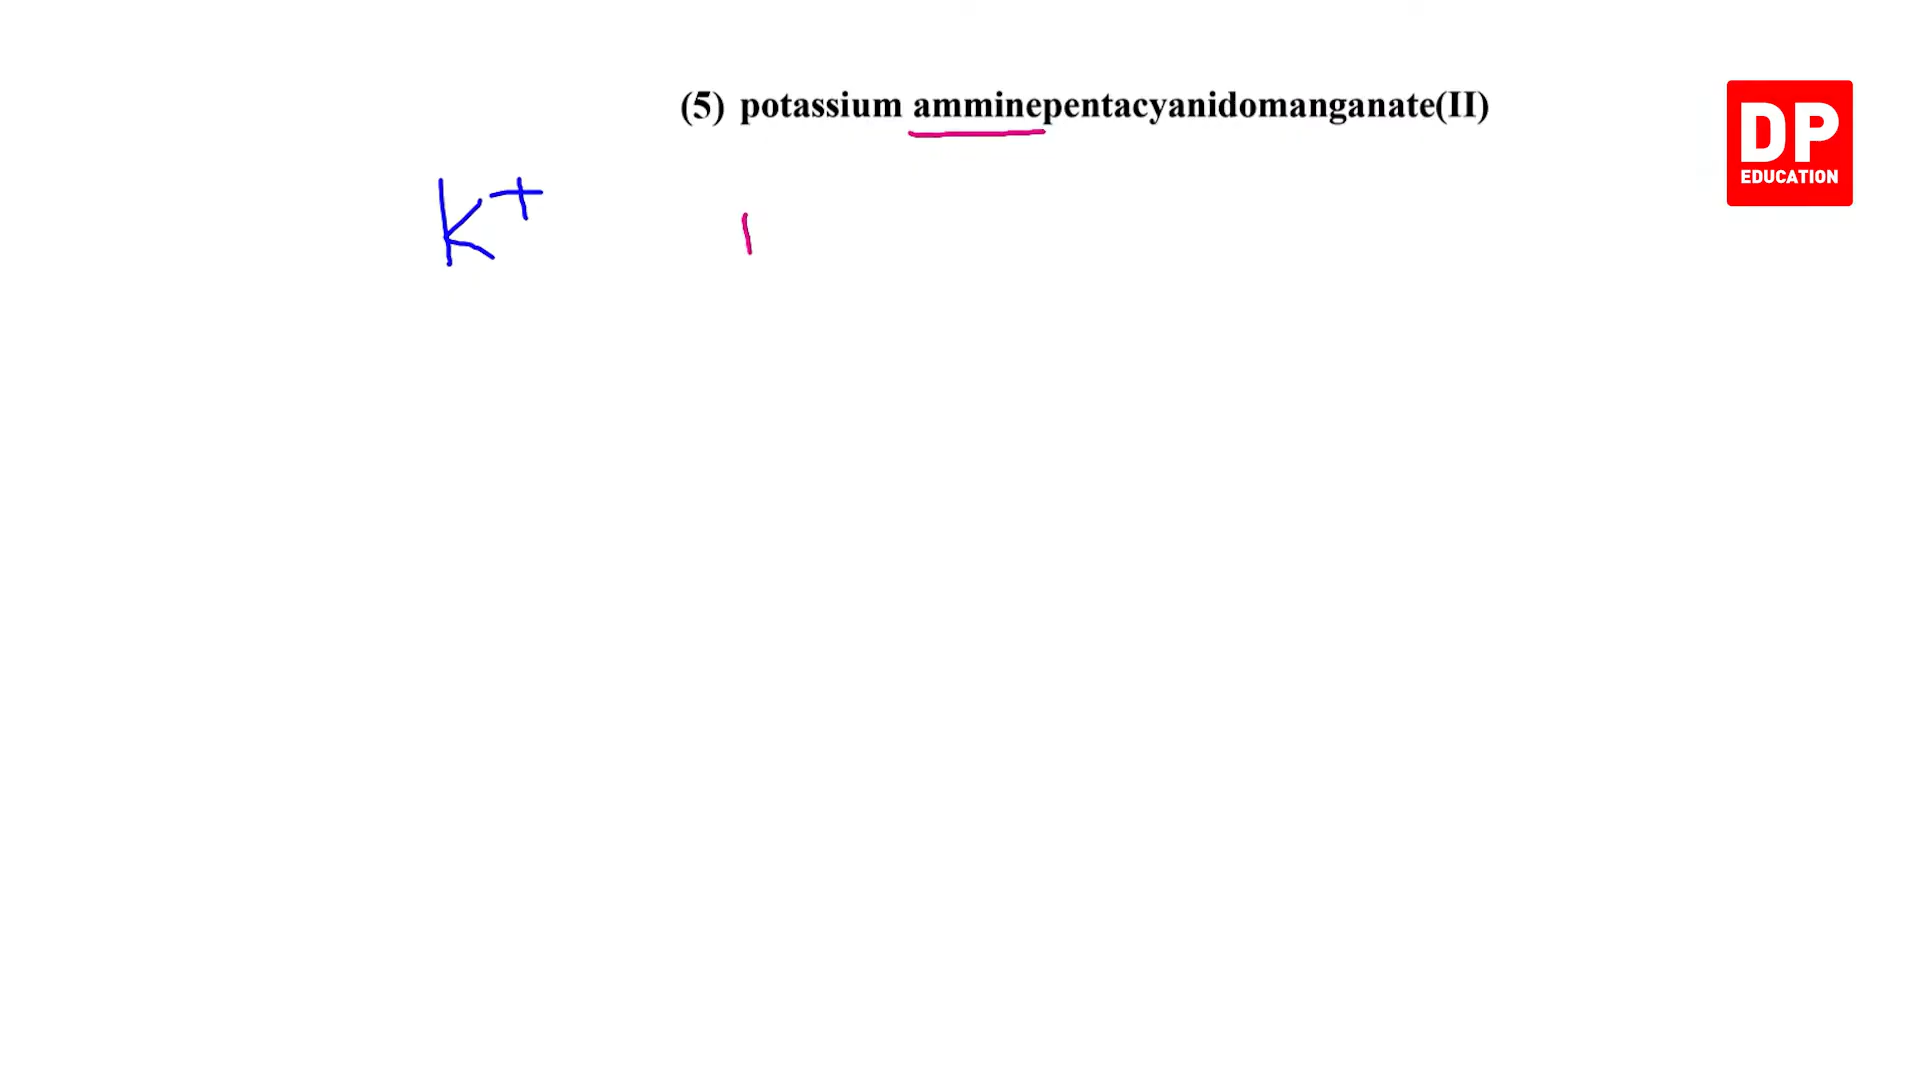 (5) potassium amminepentacyanidomanganate(II)
DP
EDUCATION
K+